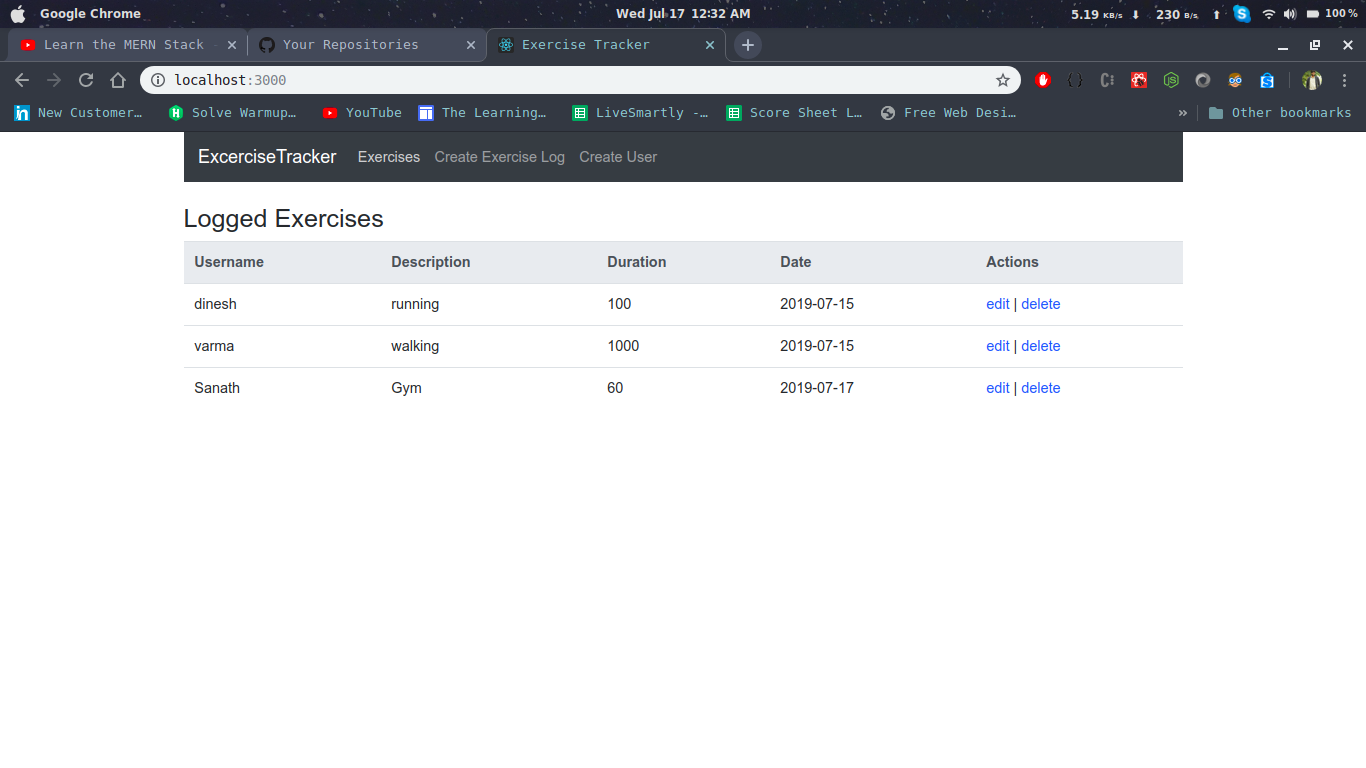 Google Chrome Wed Jul 17 12:32 AM 5.19 KB/s 230 B/s 100 %
Learn the MERN Stack - Your Repositories Exercise Tracker
localhost:3000
New Customer… Solve Warmup… YouTube The Learning… LiveSmartly -… Score Sheet L… Free Web Desi… » Other bookmarks
ExcerciseTracker Exercises Create Exercise Log Create User
Logged Exercises
Username Description Duration Date Actions
dinesh running 100 2019-07-15 edit | delete
varma walking 1000 2019-07-15 edit | delete
Sanath Gym 60 2019-07-17 edit | delete